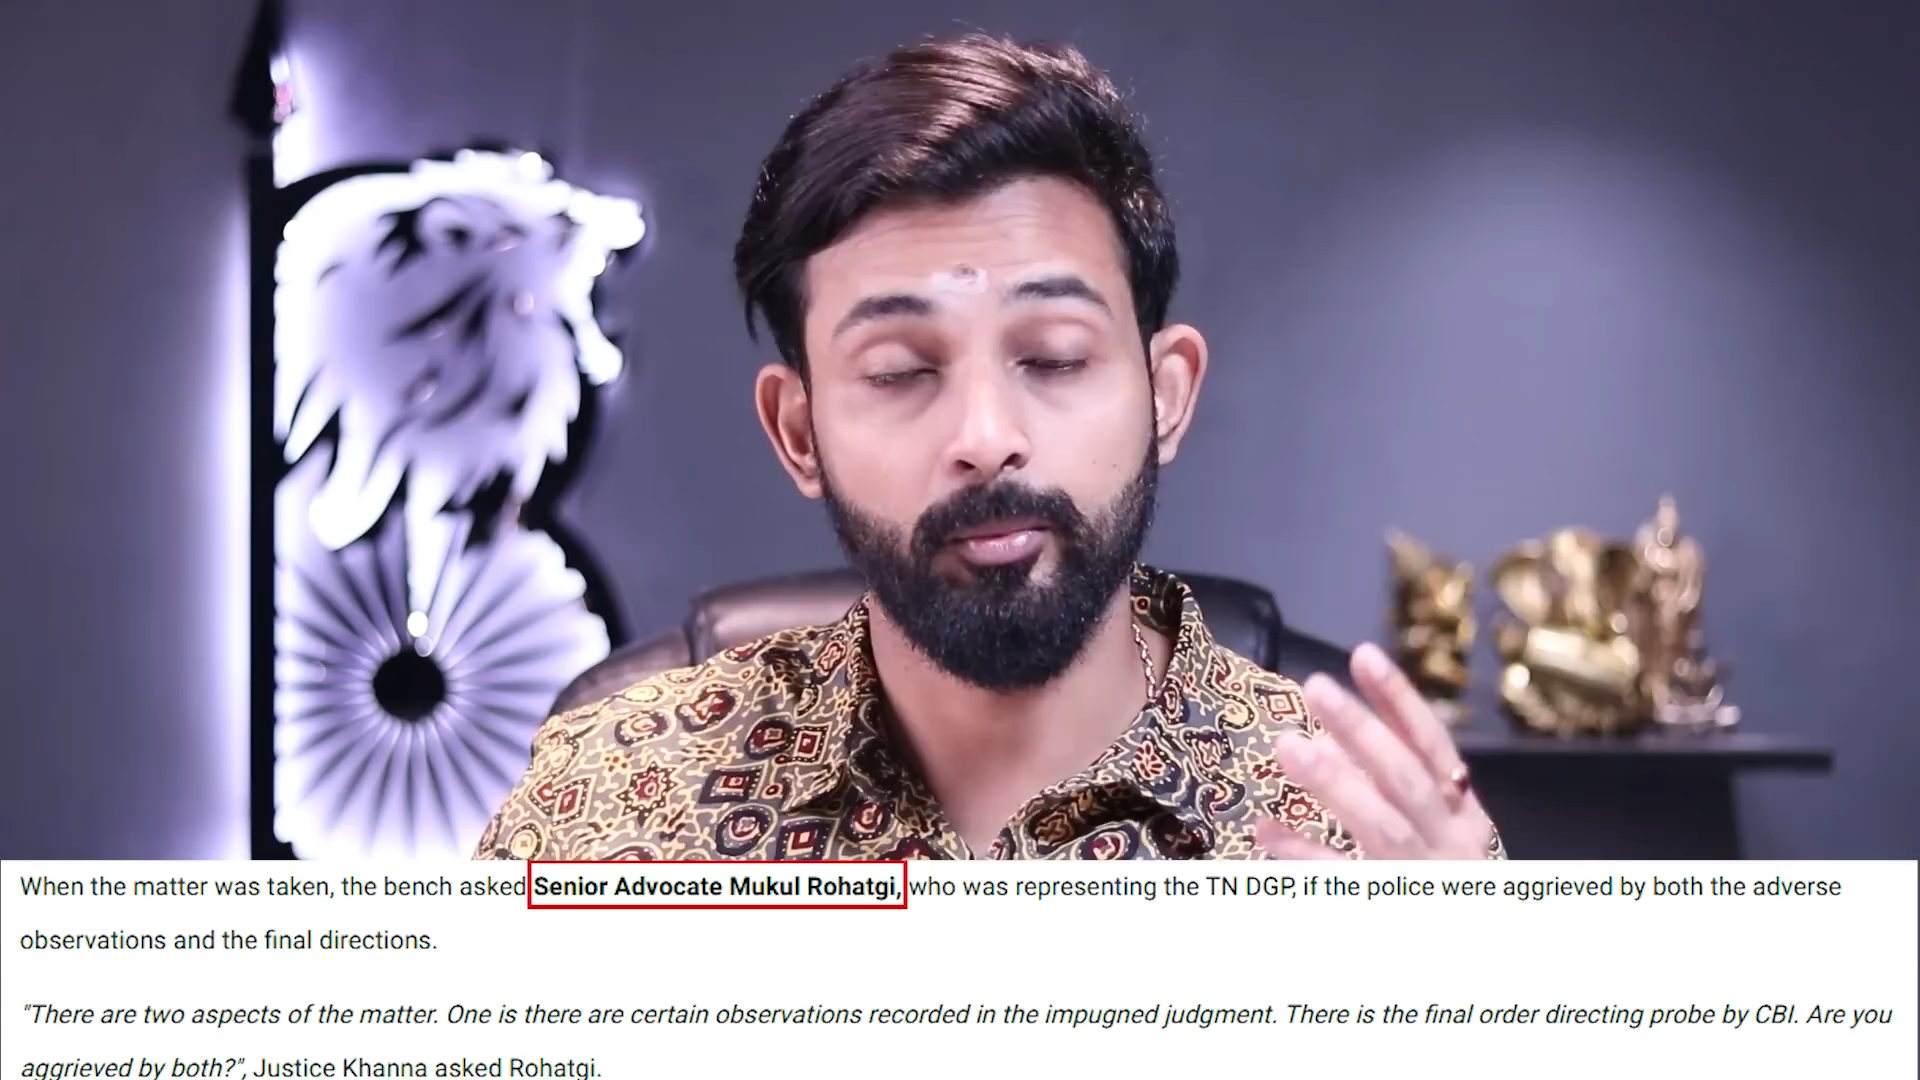 When the matter was taken, the bench asked Senior Advocate Mukul Rohatgi, who was representing the TN DGP, if the police were aggrieved by both the adverse
observations and the final directions.
"There are two aspects of the matter. One is there are certain observations recorded in the impugned judgment. There is the final order directing probe by CBI. Are you
aggrieved by both?", Justice Khanna asked Rohatgi.